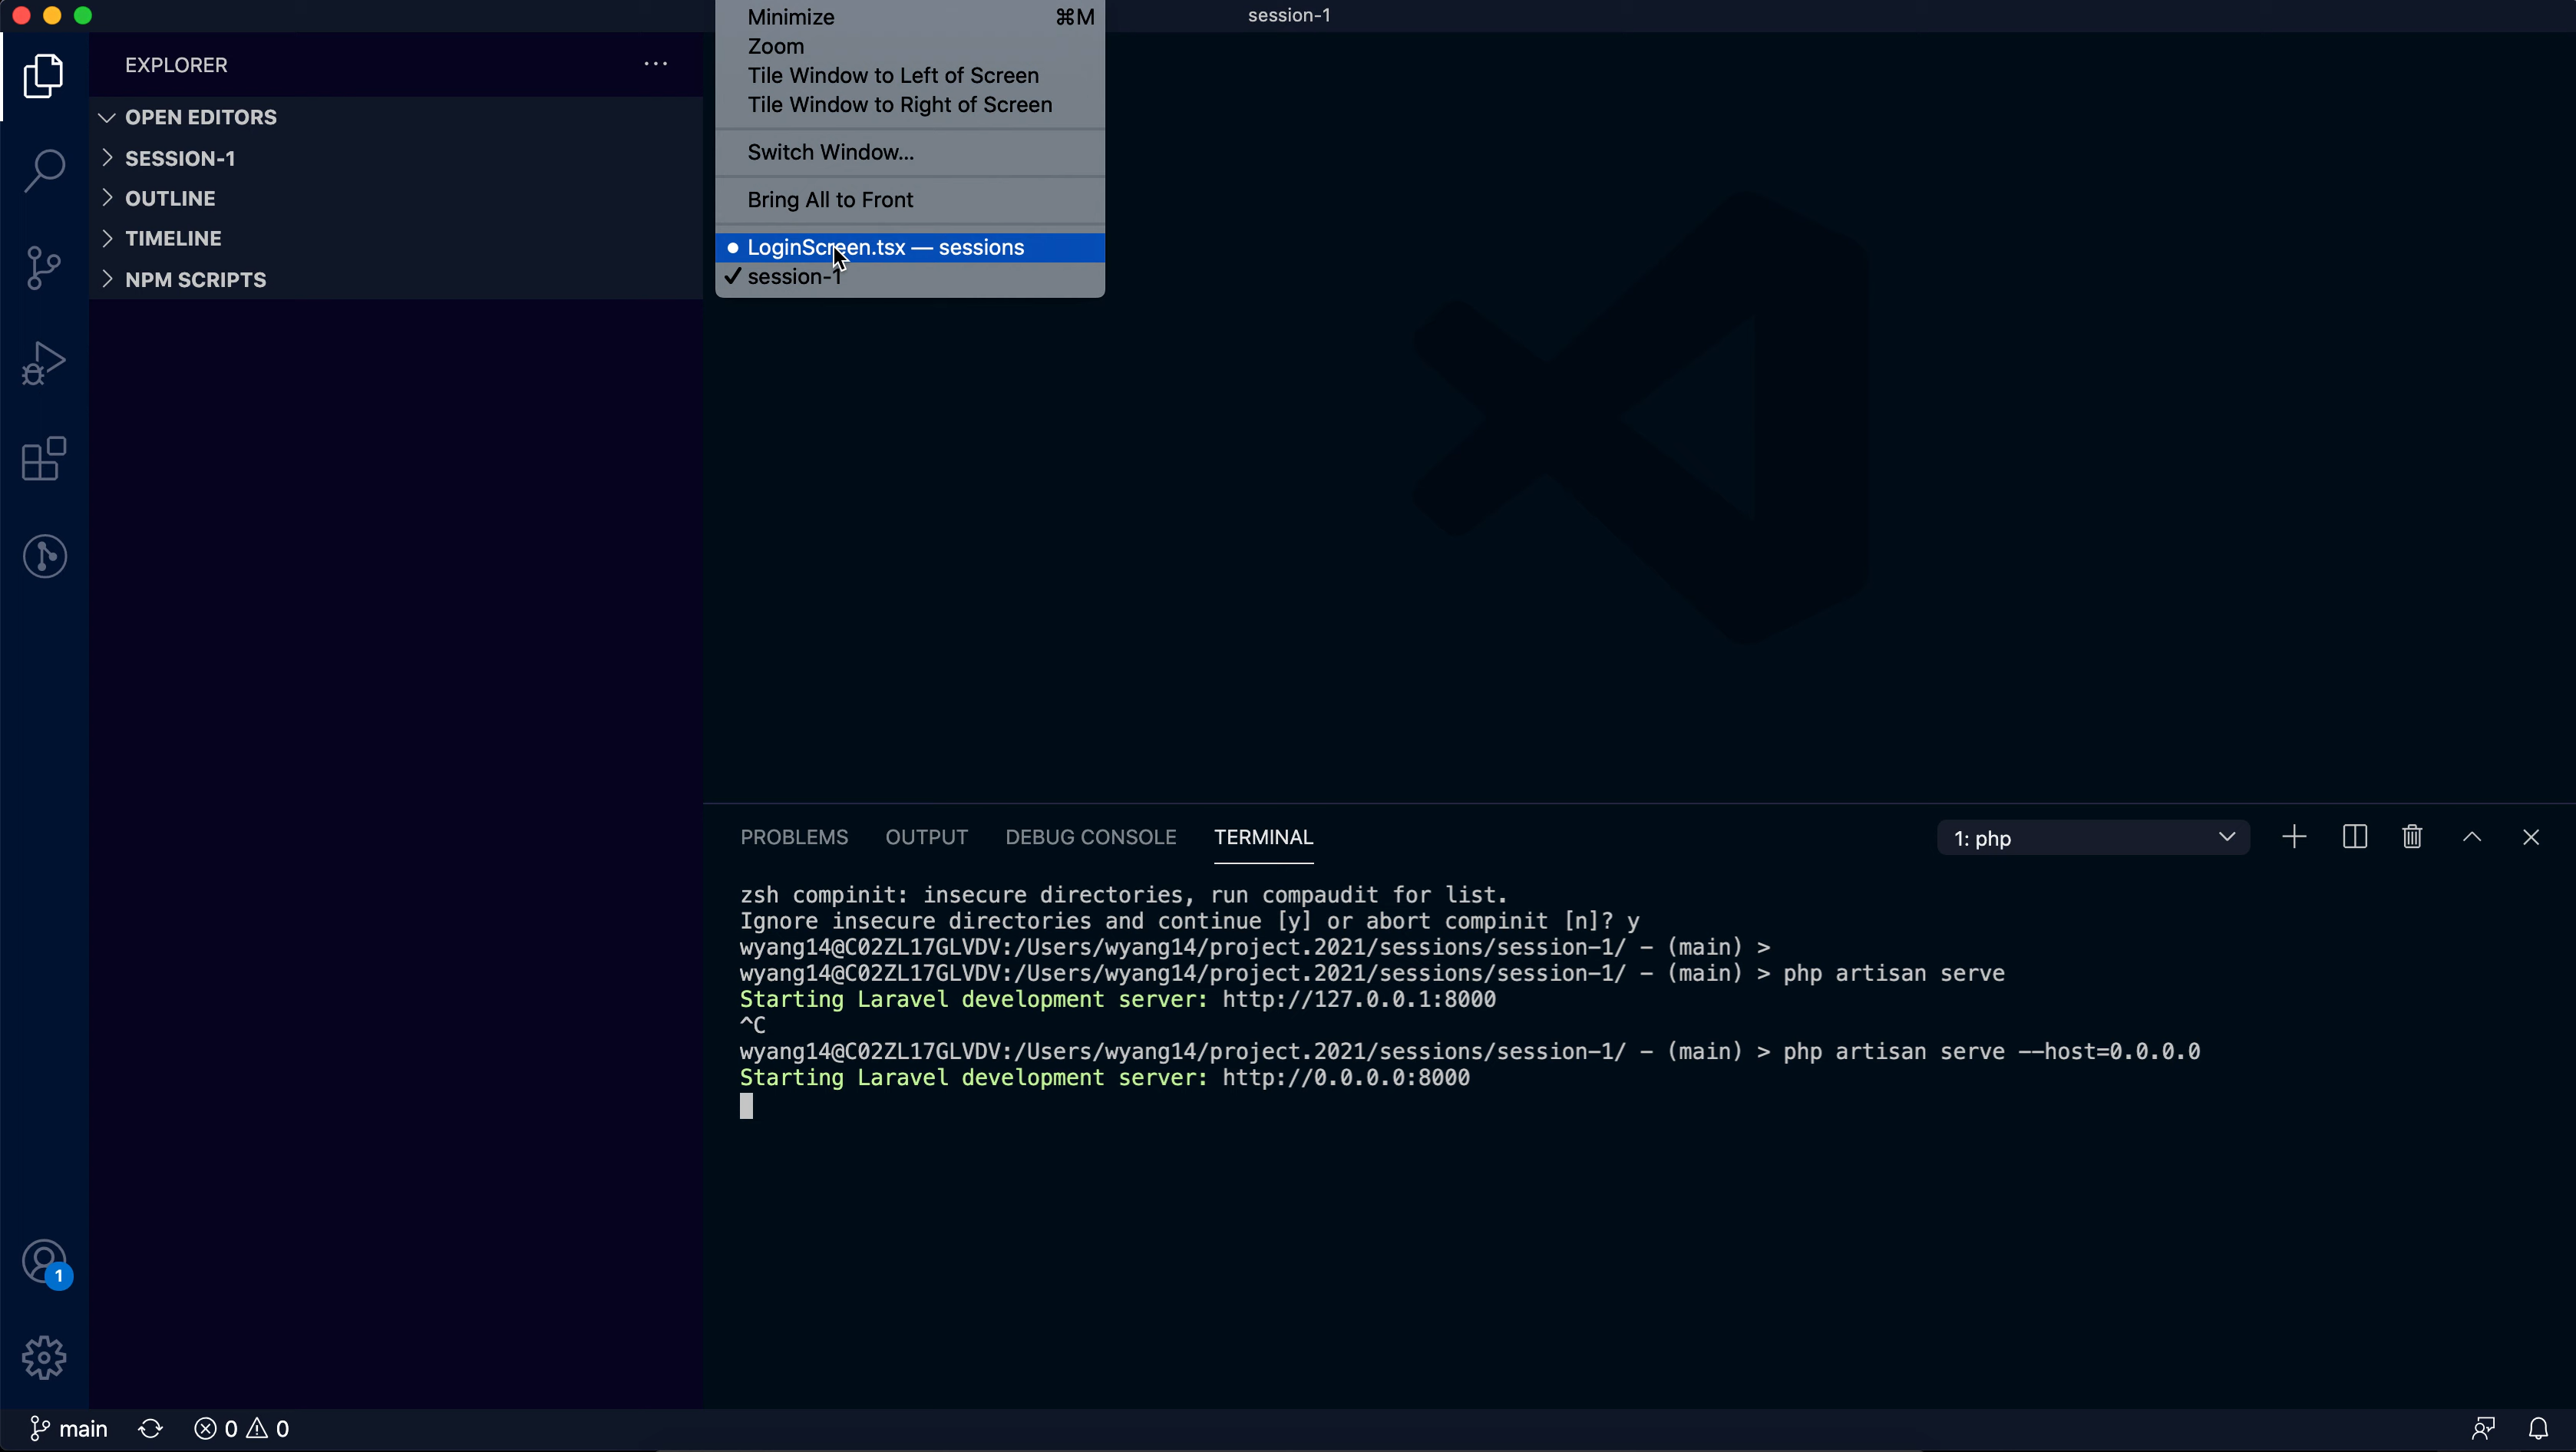 session-1
Minimize ⌘M
Zoom
Tile Window to Left of Screen
Tile Window to Right of Screen
Switch Window...
Bring All to Front
LoginScreen.tsx — sessions
session-1
EXPLORER
OPEN EDITORS
SESSION-1
OUTLINE
TIMELINE
NPM SCRIPTS
PROBLEMS OUTPUT DEBUG CONSOLE TERMINAL 1: php
zsh compinit: insecure directories, run compaudit for list.
Ignore insecure directories and continue [y] or abort compinit [n]? y
wyang14@C02ZL17GLVDV:/Users/wyang14/project.2021/sessions/session-1/ - (main) >
wyang14@C02ZL17GLVDV:/Users/wyang14/project.2021/sessions/session-1/ - (main) > php artisan serve
Starting Laravel development server: http://127.0.0.1:8000
^C
wyang14@C02ZL17GLVDV:/Users/wyang14/project.2021/sessions/session-1/ - (main) > php artisan serve --host=0.0.0.0
Starting Laravel development server: http://0.0.0.0:8000
1
main 0 0